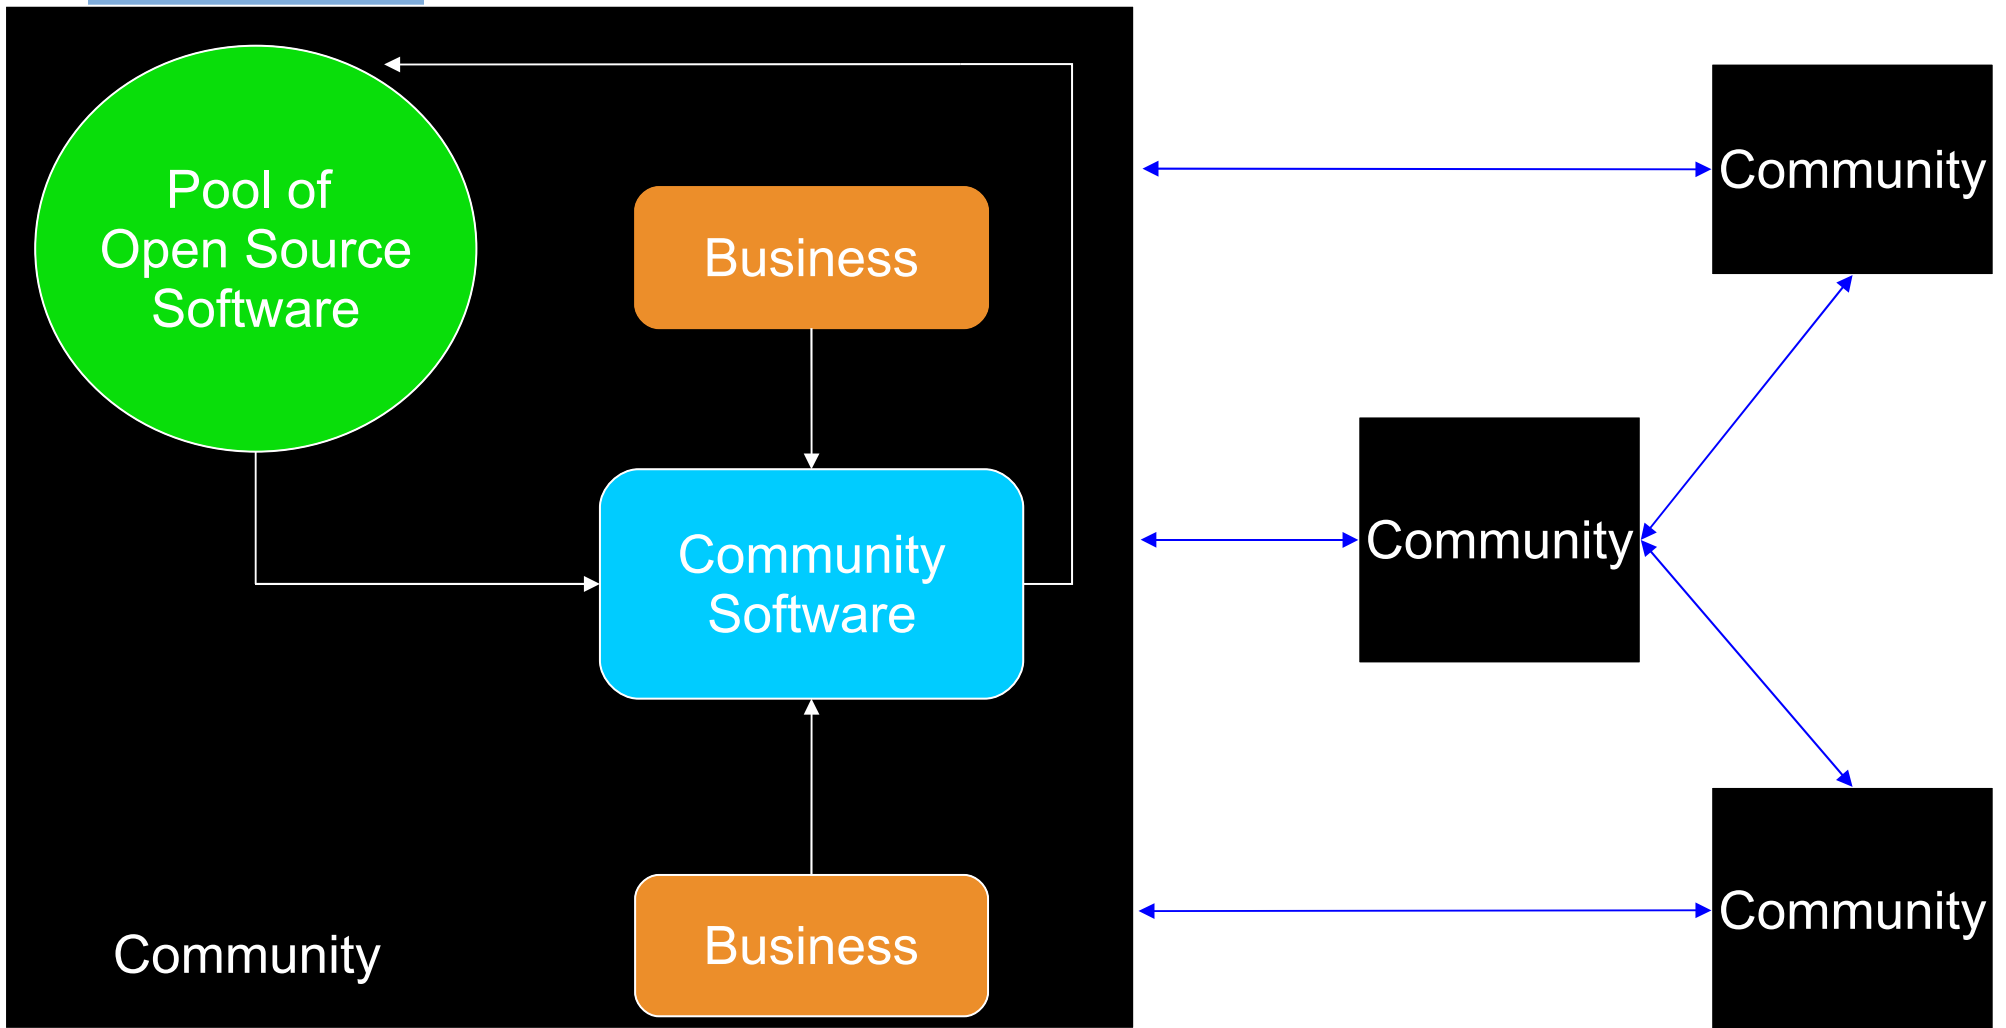 Pool of
Open Source
Software
Business
Community
Software
Business
Community
Community
Community
Community